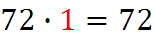 72 · 1 = 72